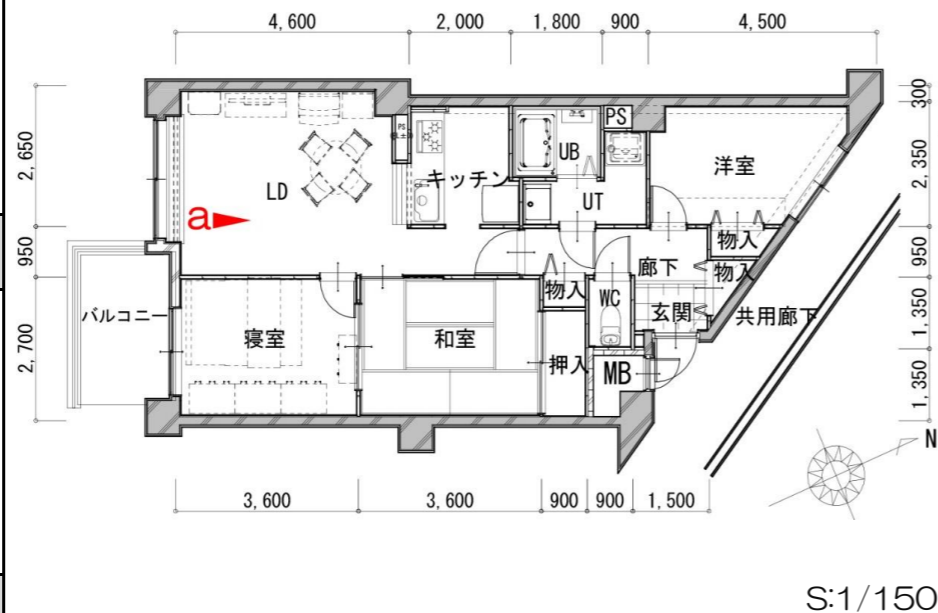 4,600
2,000
1,800
900
4,500
300
2,650
2,350
950
950
2,700
1,350
1,350
PS
PS
UB
洋室
LD
キッチン
UT
a
物入
廊下
物入
物入
WC
玄関
共用廊下
バルコニー
寝室
和室
押入
MB
N
3,600
3,600
900
900
1,500
S:1/150